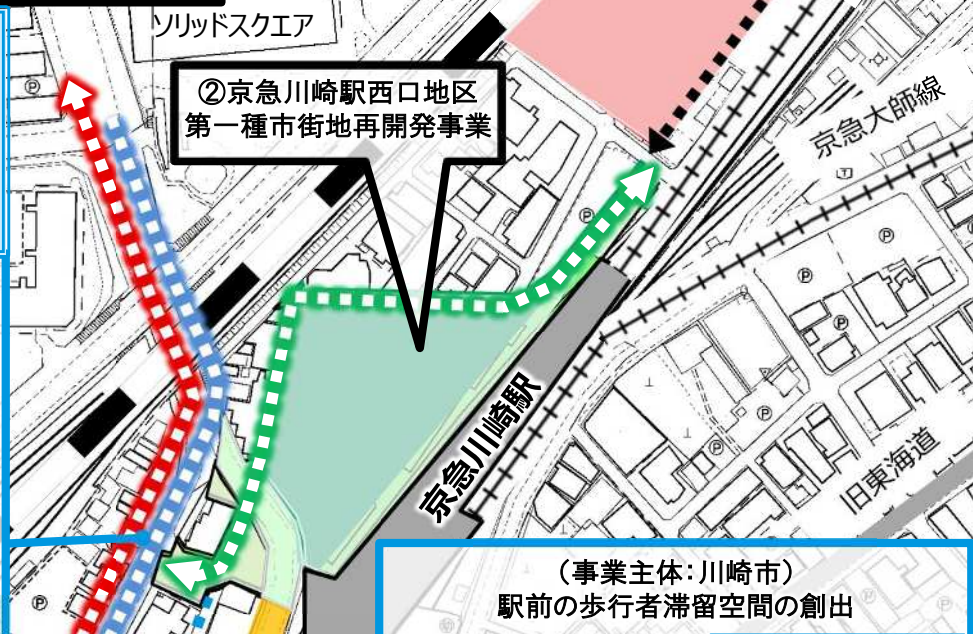 ソリッドスクエア
②京急川崎駅西口地区
第一種市街地再開発事業
京急大師線
京急川崎駅
旧東海道
（事業主体：川崎市）
駅前の歩行者滞留空間の創出
Ⓟ
Ⓟ
Ⓟ
Ⓟ
Ⓟ
Ⓟ
Ⓟ
Ⓟ